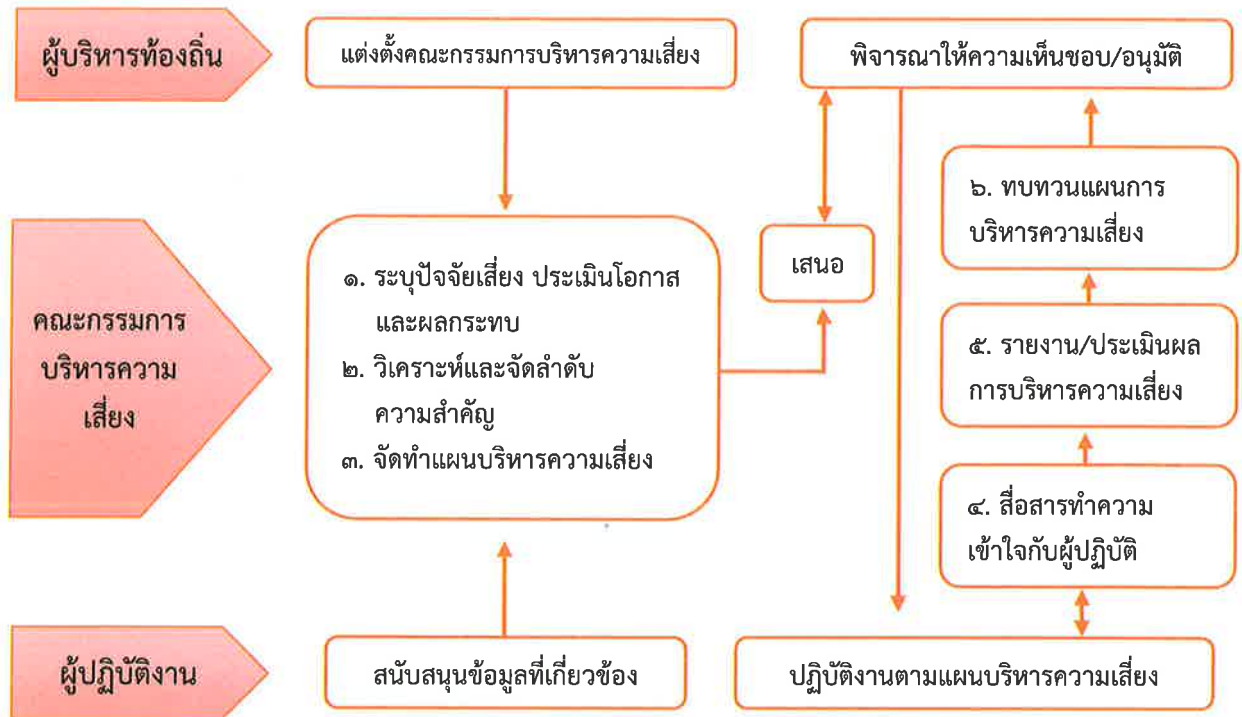 ผู้บริหารท้องถิ่น
แต่งตั้งคณะกรรมการบริหารความเสี่ยง
พิจารณาให้ความเห็นชอบ/อนุมัติ
คณะกรรมการ
บริหารความ
เสี่ยง
๑. ระบุปัจจัยเสี่ยง ประเมินโอกาส
และผลกระทบ
๒. วิเคราะห์และจัดลำดับ
ความสำคัญ
๓. จัดทำแผนบริหารความเสี่ยง
เสนอ
๖. ทบทวนแผนการ
บริหารความเสี่ยง
๕. รายงาน/ประเมินผล
การบริหารความเสี่ยง
๔. สื่อสารทำความ
เข้าใจกับผู้ปฏิบัติ
ผู้ปฏิบัติงาน
สนับสนุนข้อมูลที่เกี่ยวข้อง
ปฏิบัติงานตามแผนบริหารความเสี่ยง